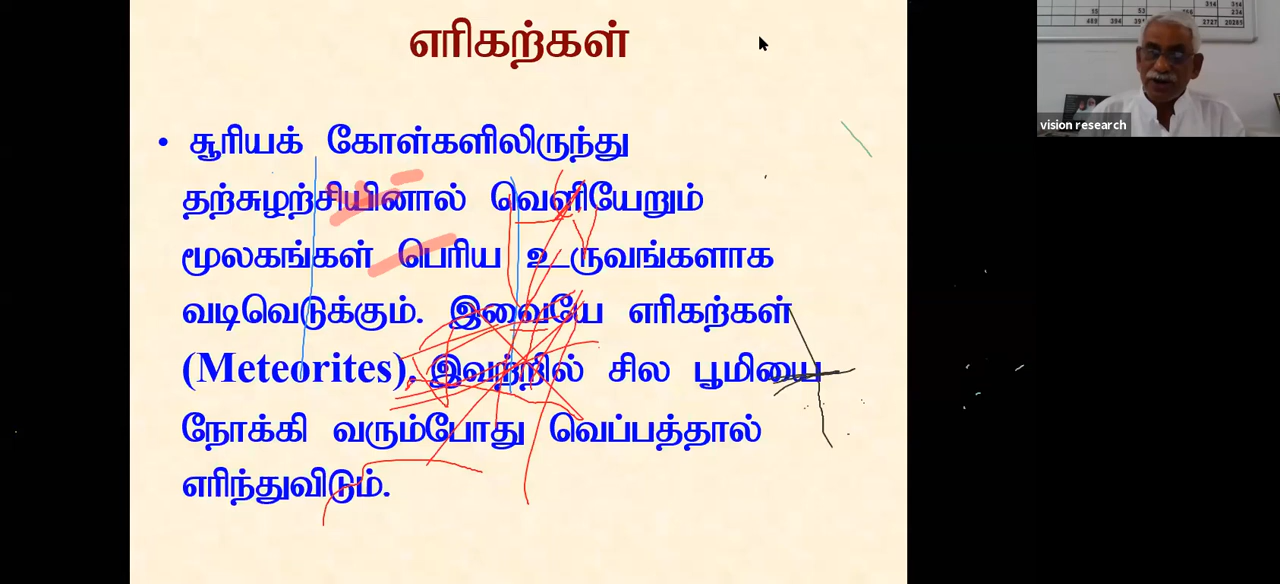 எரிகற்கள்
• சூரியக் கோள்களிலிருந்து
தற்சுழற்சியினால் வெளியேறும்
மூலகங்கள் பெரிய உருவங்களாக
வடிவெடுக்கும். இவையே எரிகற்கள்
(Meteorites). இவற்றில் சில பூமியை
நோக்கி வரும்போது வெப்பத்தால்
எரிந்துவிடும்.
vision research